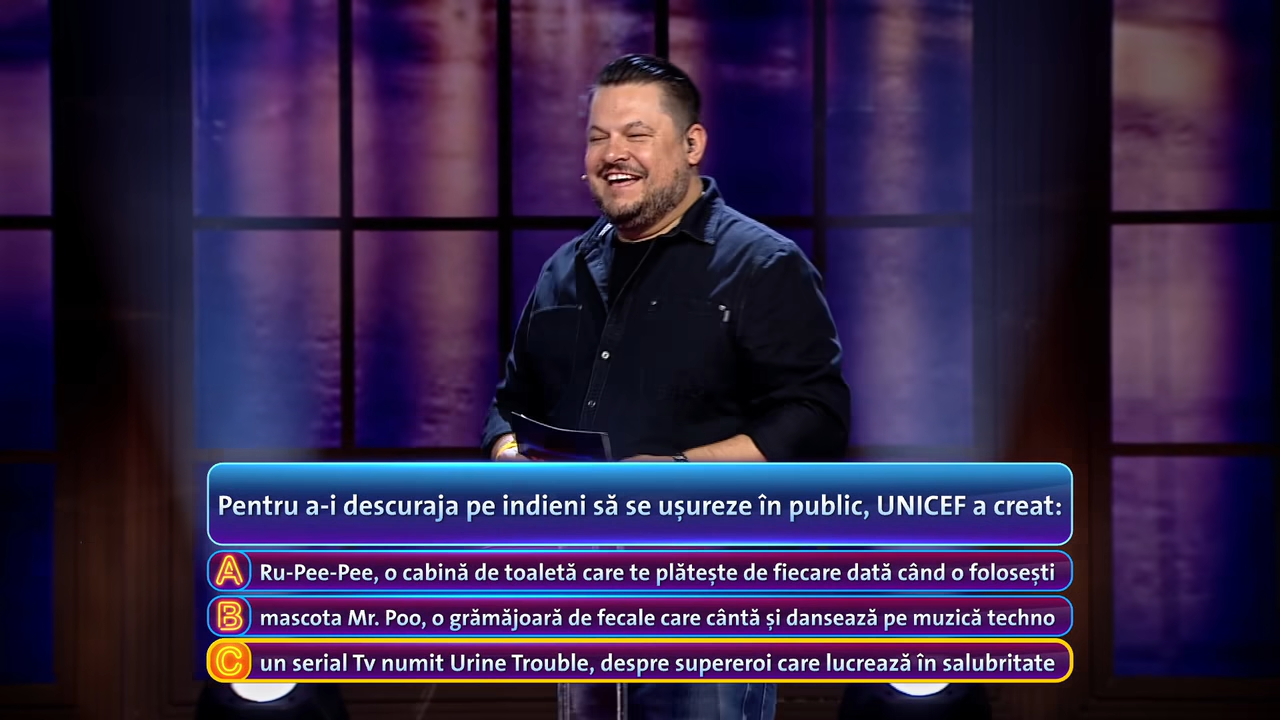 Pentru a-i descuraja pe indieni să se ușureze în public, UNICEF a creat:
A Ru-Pee-Pee, o cabină de toaletă care te plătește de fiecare dată când o folosești
B mascota Mr. Poo, o grămăjoară de fecale care cântă și dansează pe muzică techno
C un serial Tv numit Urine Trouble, despre supereroi care lucrează în salubritate